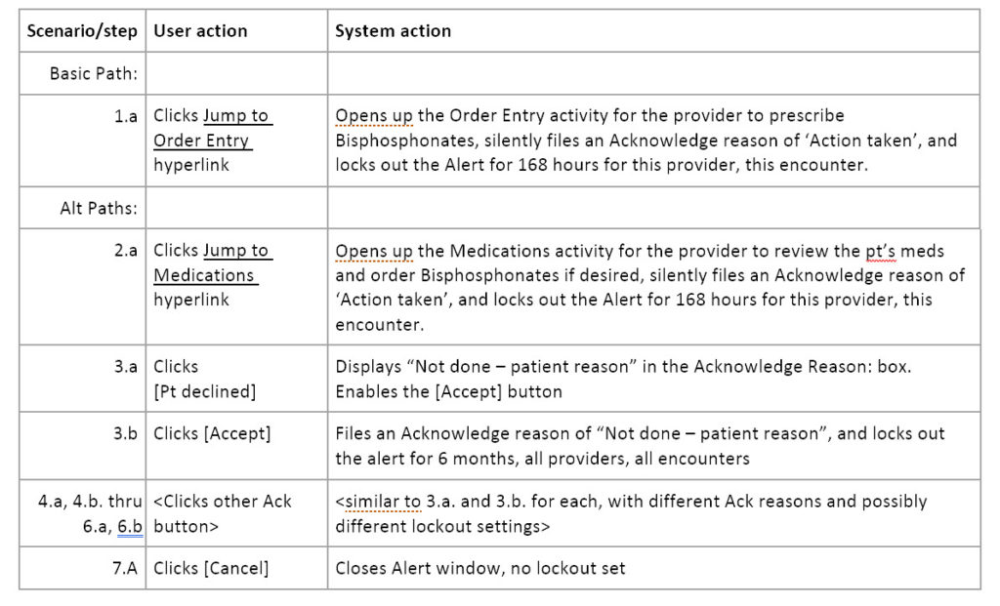 Scenario/step User action System action
Basic Path:
1.a Clicks Jump to Opens up the Order Entry activity for the provider to prescribe
Order Entry Bisphosphonates, silently files an Acknowledge reason of ‘Action taken’, and
hyperlink locks out the Alert for 168 hours for this provider, this encounter.
Alt Paths:
2.a Clicks Jump to Opens up the Medications activity for the provider to review the pt’s meds
Medications and order Bisphosphonates if desired, silently files an Acknowledge reason of
hyperlink ‘Action taken’, and locks out the Alert for 168 hours for this provider, this
encounter.
3.a Clicks Displays “Not done – patient reason” in the Acknowledge Reason: box.
[Pt declined] Enables the [Accept] button
3.b Clicks [Accept] Files an Acknowledge reason of “Not done – patient reason”, and locks out
the alert for 6 months, all providers, all encounters
4.a, 4.b. thru <Clicks other Ack <similar to 3.a. and 3.b. for each, with different Ack reasons and possibly
6.a, 6.b button> different lockout settings>
7.A Clicks [Cancel] Closes Alert window, no lockout set